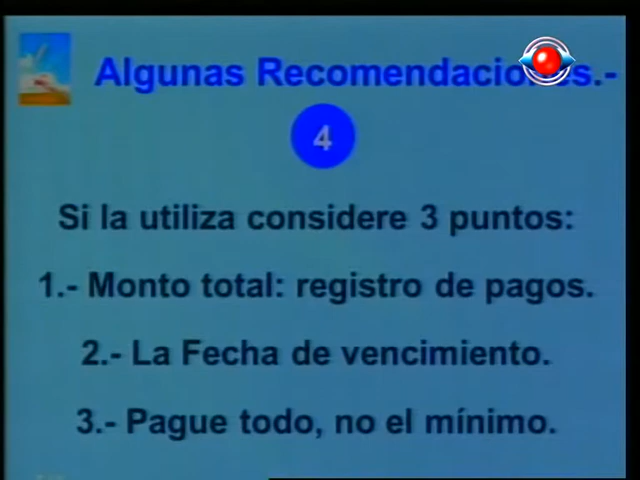 Algunas Recomendaciones.-
4
Si la utiliza considere 3 puntos:
1.- Monto total: registro de pagos.
2.- La Fecha de vencimiento.
3.- Pague todo, no el mínimo.